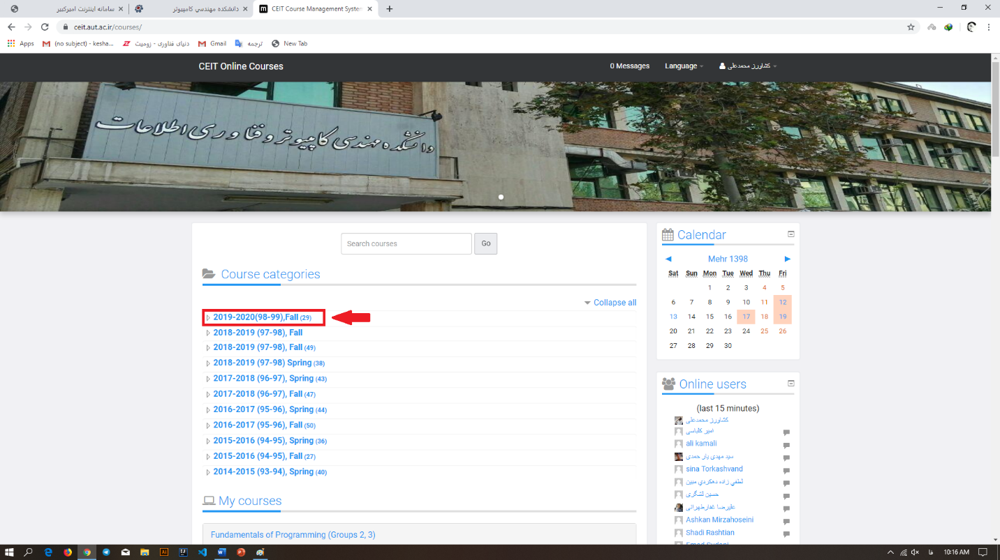 سامانه اینترنت امیرکبیر
دانشکده مهندسي کامپيوتر
CEIT Course Management System
ceit.aut.ac.ir/courses/
Apps
(no subject) - kesha...
دنیای فناوری - زومیت
Gmail
ترجمه
New Tab
CEIT Online Courses
0 Messages
Language
کشاورز محمدعلی
دانشکده مهندسی کامپیوتر و فناوری اطلاعات
Search courses
Go
Course categories
Collapse all
2019-2020(98-99),Fall (29)
2018-2019 (97-98), Fall
2018-2019 (97-98), Fall (49)
2018-2019 (97-98) Spring (38)
2017-2018 (96-97), Spring (43)
2017-2018 (96-97), Fall (47)
2016-2017 (95-96), Spring (44)
2016-2017 (95-96), Fall (50)
2015-2016 (94-95), Spring (36)
2015-2016 (94-95), Fall (27)
2014-2015 (93-94), Spring (40)
My courses
Fundamentals of Programming (Groups 2, 3)
Calendar
Mehr 1398
Sat Sun Mon Tue Wed Thu Fri
1 2 3 4 5
6 7 8 9 10 11 12
13 14 15 16 17 18 19
20 21 22 23 24 25 26
27 28 29 30
Online users
(last 15 minutes)
کشاورز محمدعلی
امیر کلباسی
ali kamali
سید مهدی یار حمدی
sina Torkashvand
لطفي زاده دهکردي مبین
حسین لشگری
علیرضا غفارطهرانی
Ashkan Mirzahoseini
Shadi Rashtian
فا
10:16 AM